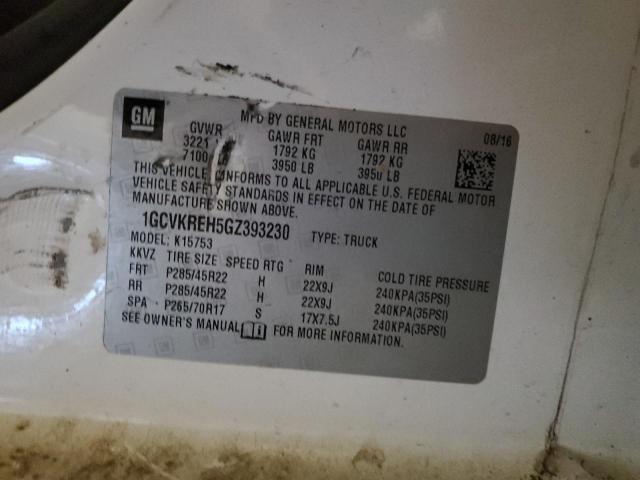 GM
MFD BY GENERAL MOTORS LLC 08/16
GVWR GAWR FRT GAWR RR
3221 1792 KG 1792 KG
7100 3950 LB 3950 LB
THIS VEHICLE CONFORMS TO ALL APPLICABLE U.S. FEDERAL MOTOR
VEHICLE SAFETY STANDARDS IN EFFECT ON THE DATE OF
MANUFACTURE SHOWN ABOVE.
1GCVKREH5GZ393230 TYPE: TRUCK
MODEL: K15753
KKVZ TIRE SIZE SPEED RTG RIM COLD TIRE PRESSURE
FRT P285/45R22 H 22X9J 240KPA(35PSI)
RR P285/45R22 H 22X9J 240KPA(35PSI)
SPA P265/70R17 S 17X7.5J 240KPA(35PSI)
SEE OWNER'S MANUAL FOR MORE INFORMATION.